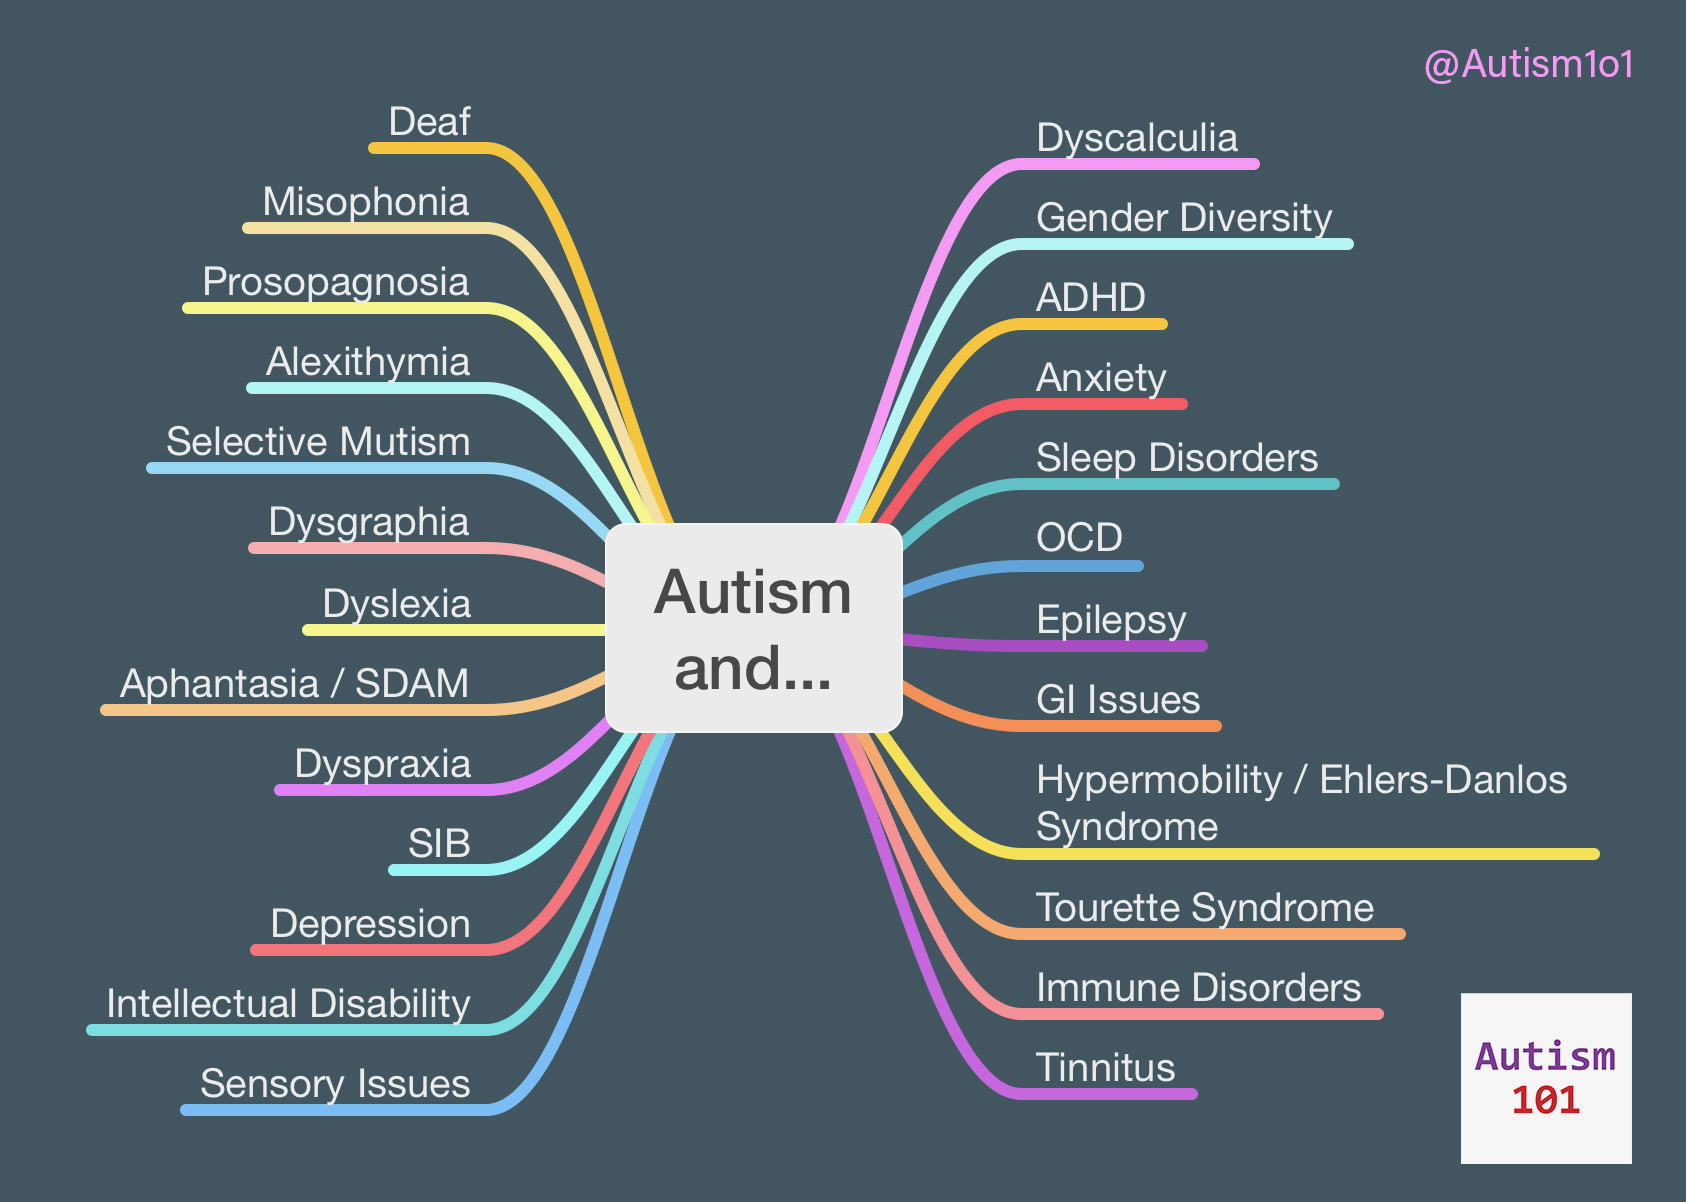 @Autism1o1
Deaf
Misophonia
Prosopagnosia
Alexithymia
Selective Mutism
Dysgraphia
Dyslexia
Aphantasia / SDAM
Dyspraxia
SIB
Depression
Intellectual Disability
Sensory Issues
Autism
and...
Dyscalculia
Gender Diversity
ADHD
Anxiety
Sleep Disorders
OCD
Epilepsy
GI Issues
Hypermobility / Ehlers-Danlos
Syndrome
Tourette Syndrome
Immune Disorders
Tinnitus
Autism
101